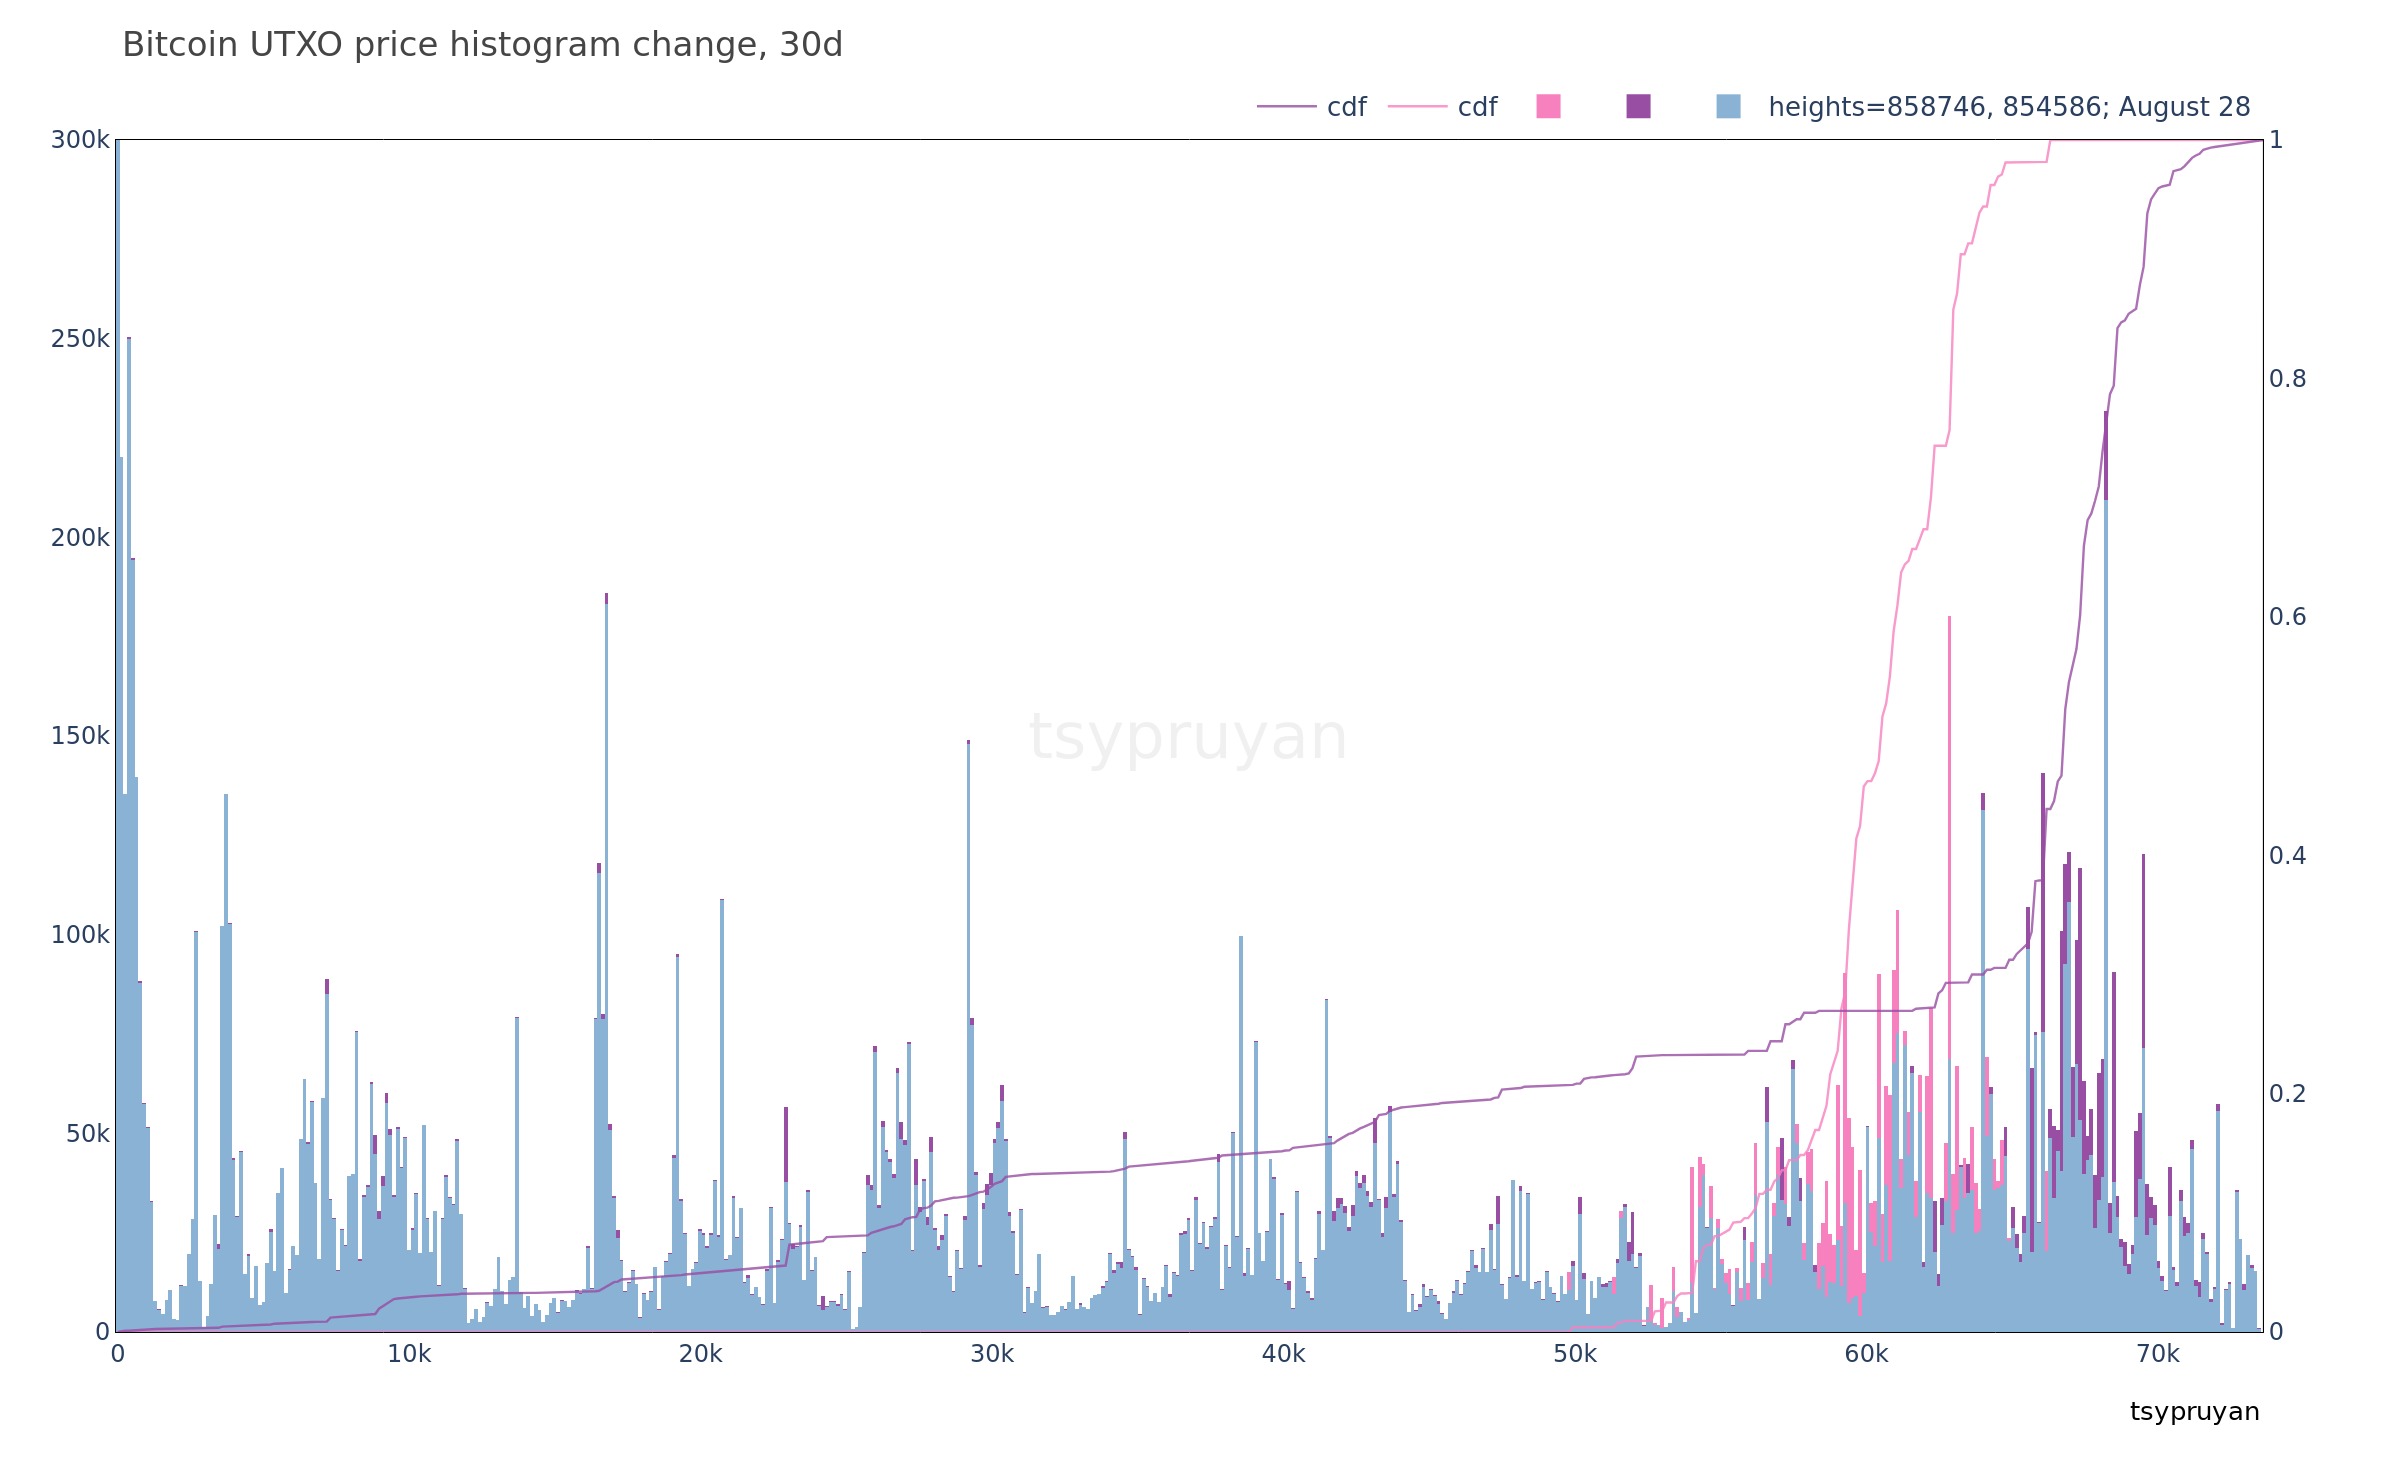 Bitcoin UTXO price histogram change, 30d
cdf cdf heights=858746, 854586; August 28
300k 1
250k
0.8
200k
0.6
150k
tsypruyan
0.4
100k
0.2
50k
0 0
0 10k 20k 30k 40k 50k 60k 70k
tsypruyan